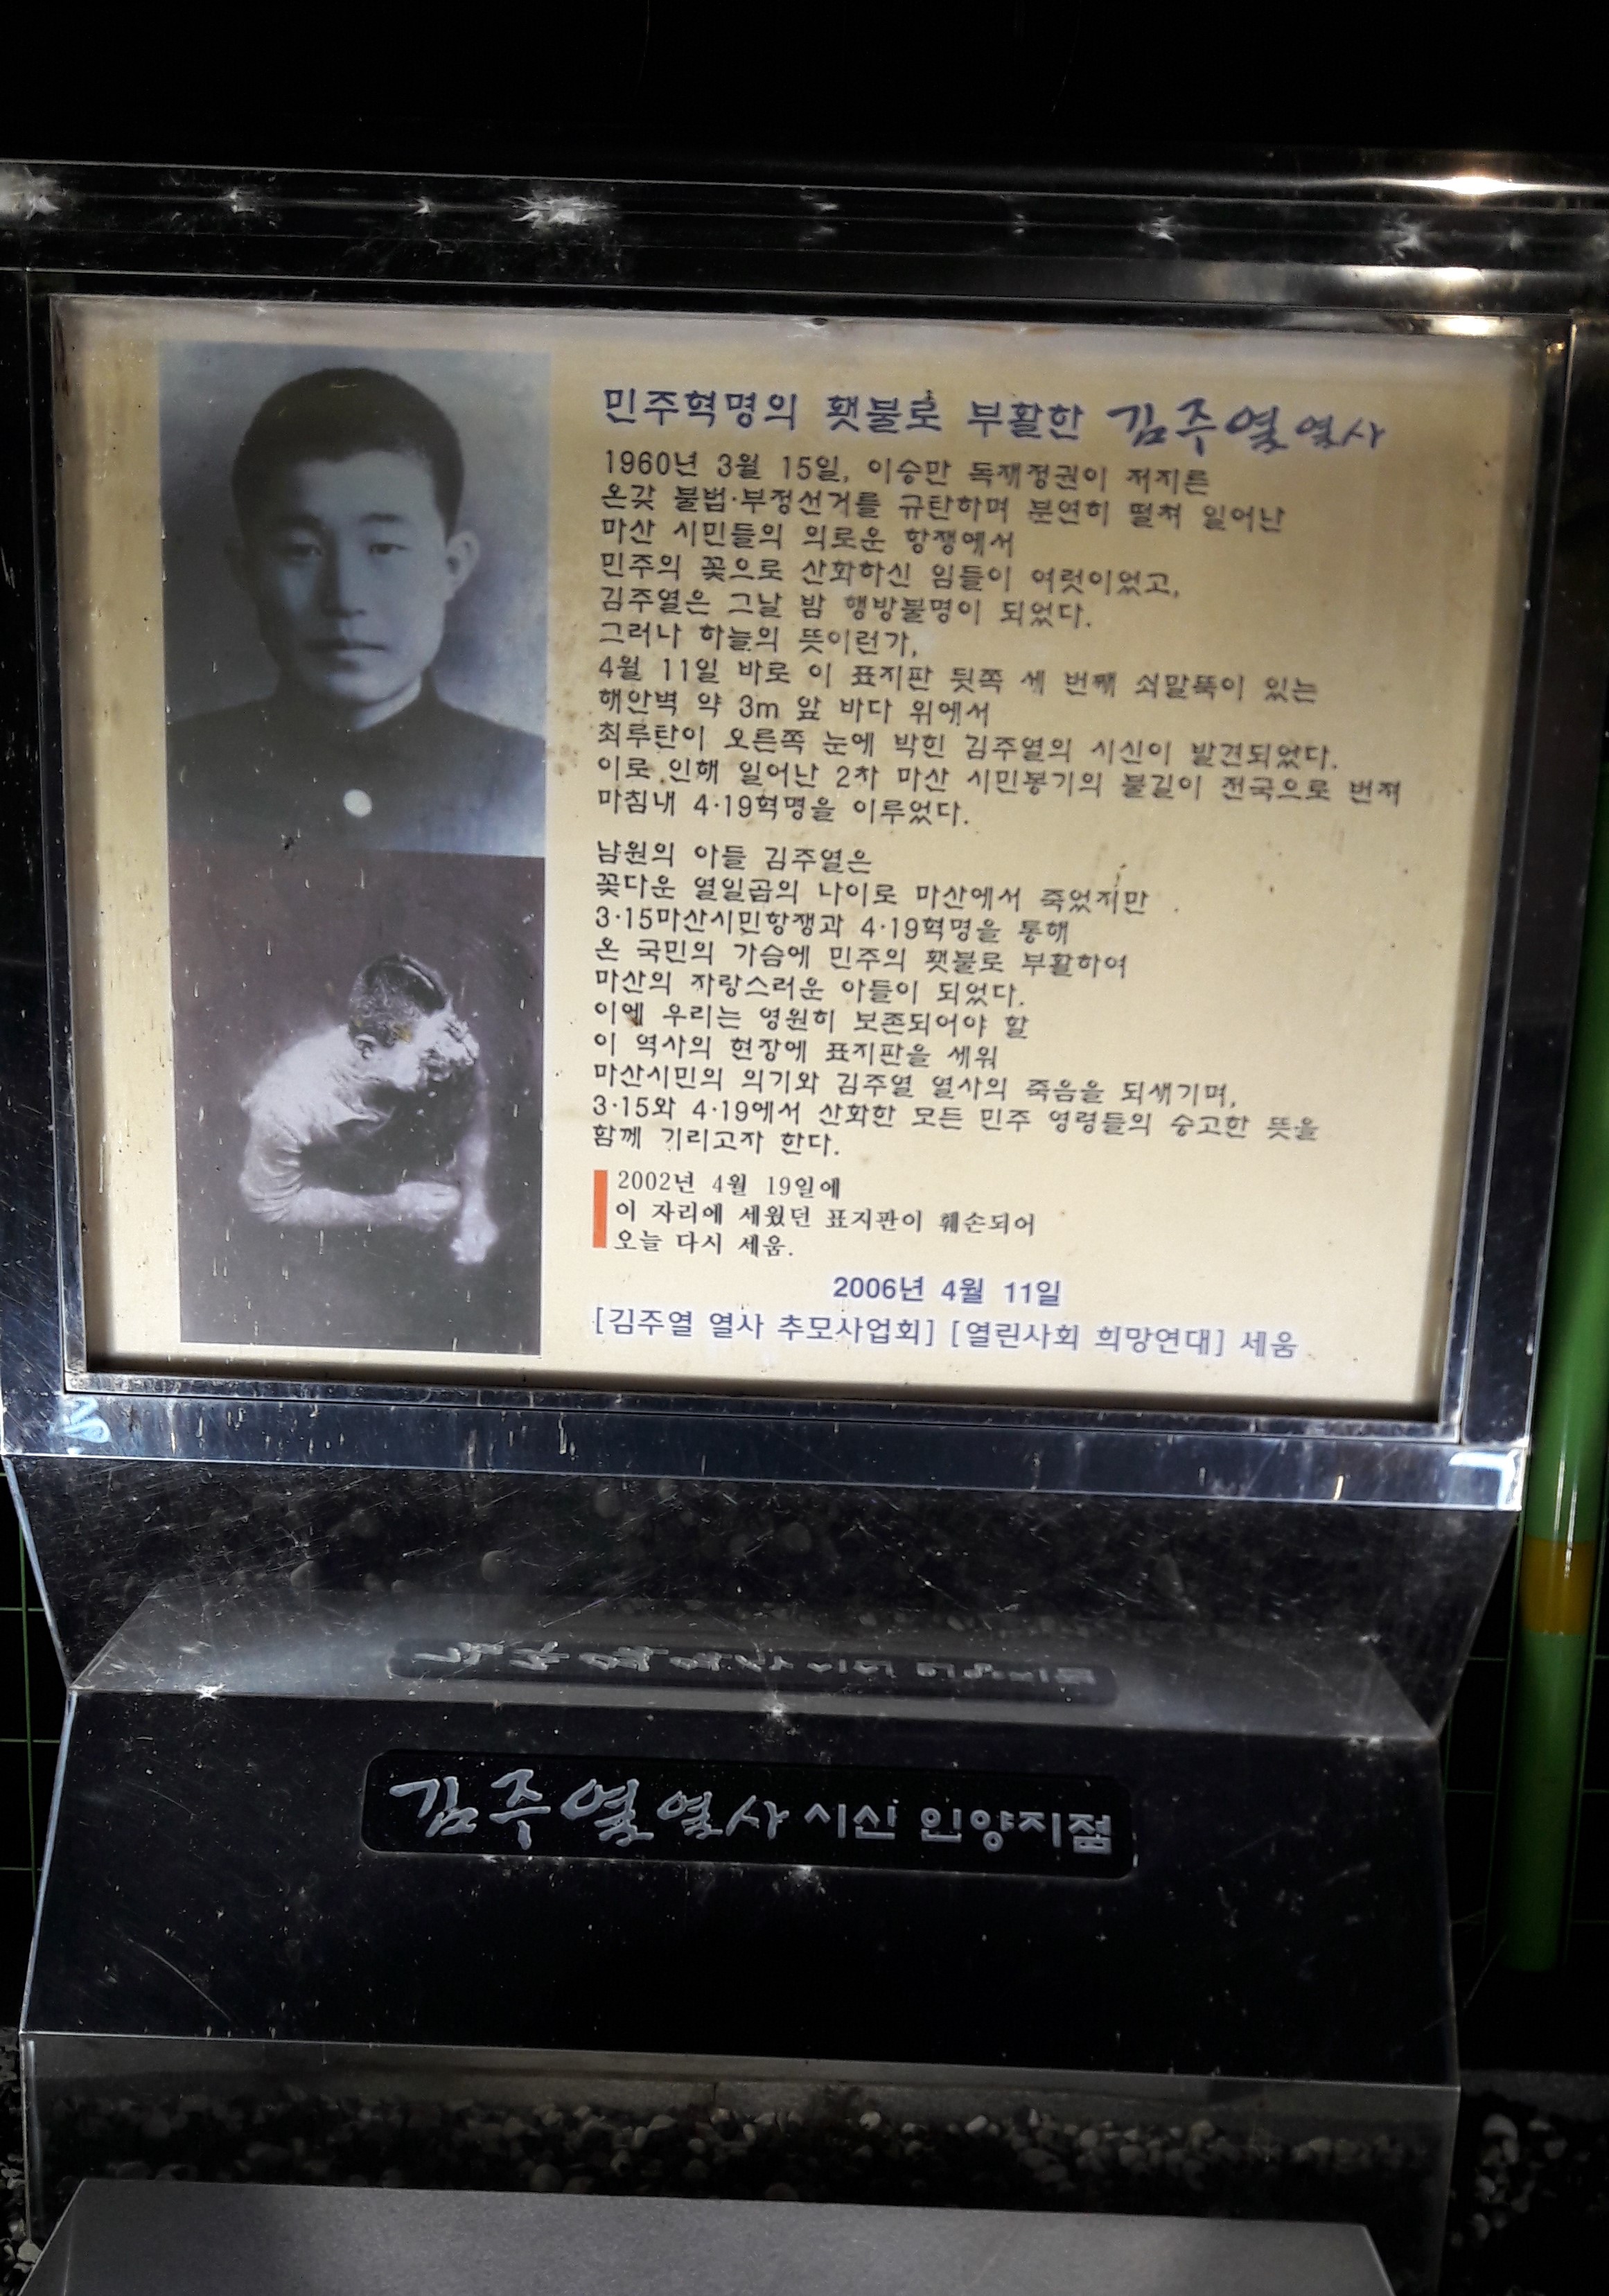 민주혁명의 횃불로 부활한 김주열 열사
1960년 3월 15일, 이승만 독재정권이 저지른
온갖 불법·부정선거를 규탄하며 분연히 떨쳐 일어난
마산 시민들의 의로운 항쟁에서
민주의 꽃으로 산화하신 임들이 여럿이었고,
김주열은 그날 밤 행방불명이 되었다.
그러나 하늘의 뜻이런가,
4월 11일 바로 이 표지판 뒷쪽 세 번째 쇠말뚝이 있는
해안벽 약 3m 앞 바다 위에서
최루탄이 오른쪽 눈에 박힌 김주열의 시신이 발견되었다.
이로 인해 일어난 2차 마산 시민봉기의 불길이 전국으로 번져
마침내 4·19혁명을 이루었다.
남원의 아들 김주열은
꽃다운 열일곱의 나이로 마산에서 죽었지만
3·15마산시민항쟁과 4·19혁명을 통해
온 국민의 가슴에 민주의 횃불로 부활하여
마산의 자랑스러운 아들이 되었다.
이에 우리는 영원히 보존되어야 할
이 역사의 현장에 표지판을 세워
마산시민의 의기와 김주열 열사의 죽음을 되새기며,
3·15와 4·19에서 산화한 모든 민주 영령들의 숭고한 뜻을
함께 기리고자 한다.
2002년 4월 19일에
이 자리에 세웠던 표지판이 훼손되어
오늘 다시 세움.
2006년 4월 11일
[김주열 열사 추모사업회] [열린사회 희망연대] 세움
김주열 열사 시신 인양지점